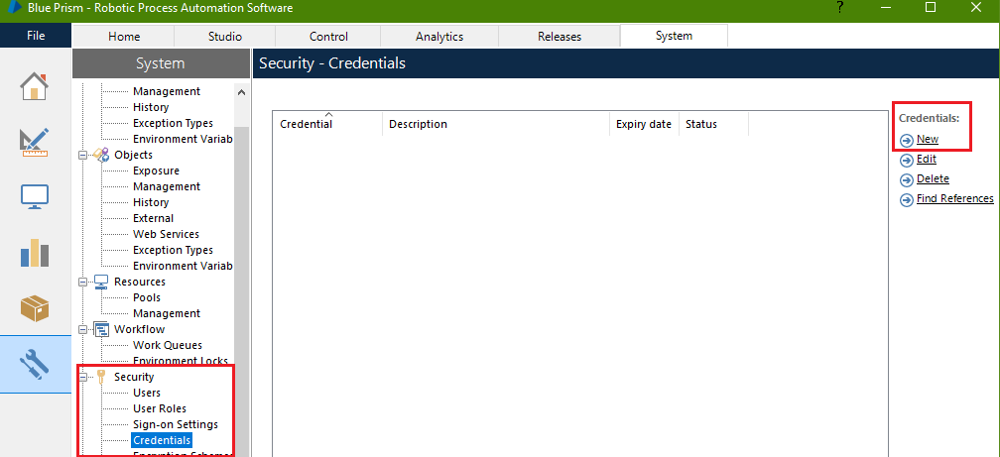 Blue Prism - Robotic Process Automation Software
?
File
Home
Studio
Control
Analytics
Releases
System
System
Security - Credentials
Management
History
Exception Types
Environment Variab
Objects
Exposure
Management
History
External
Web Services
Exception Types
Environment Variab
Resources
Pools
Management
Workflow
Work Queues
Environment Locks
Security
Users
User Roles
Sign-on Settings
Credentials
Encryption Scheme
Credential
Description
Expiry date
Status
Credentials:
New
Edit
Delete
Find References